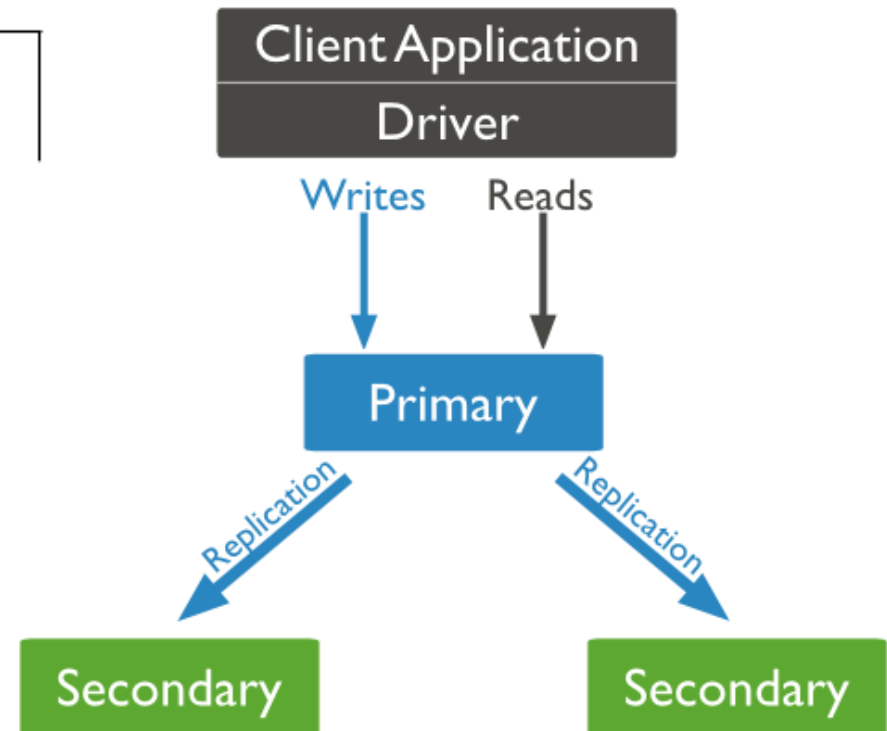 Client Application
Driver
Writes
Reads
Primary
Replication
Replication
Secondary
Secondary